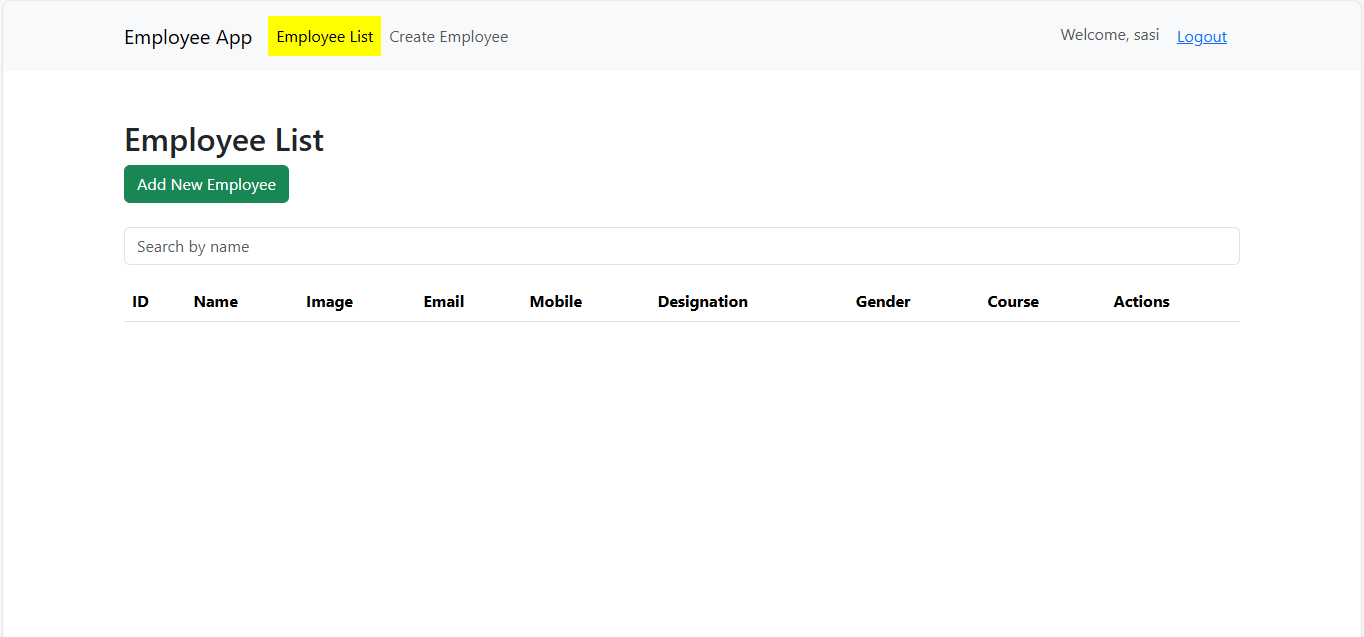 Employee App Employee List Create Employee Welcome, sasi Logout
Employee List
Add New Employee
Search by name
ID Name Image Email Mobile Designation Gender Course Actions